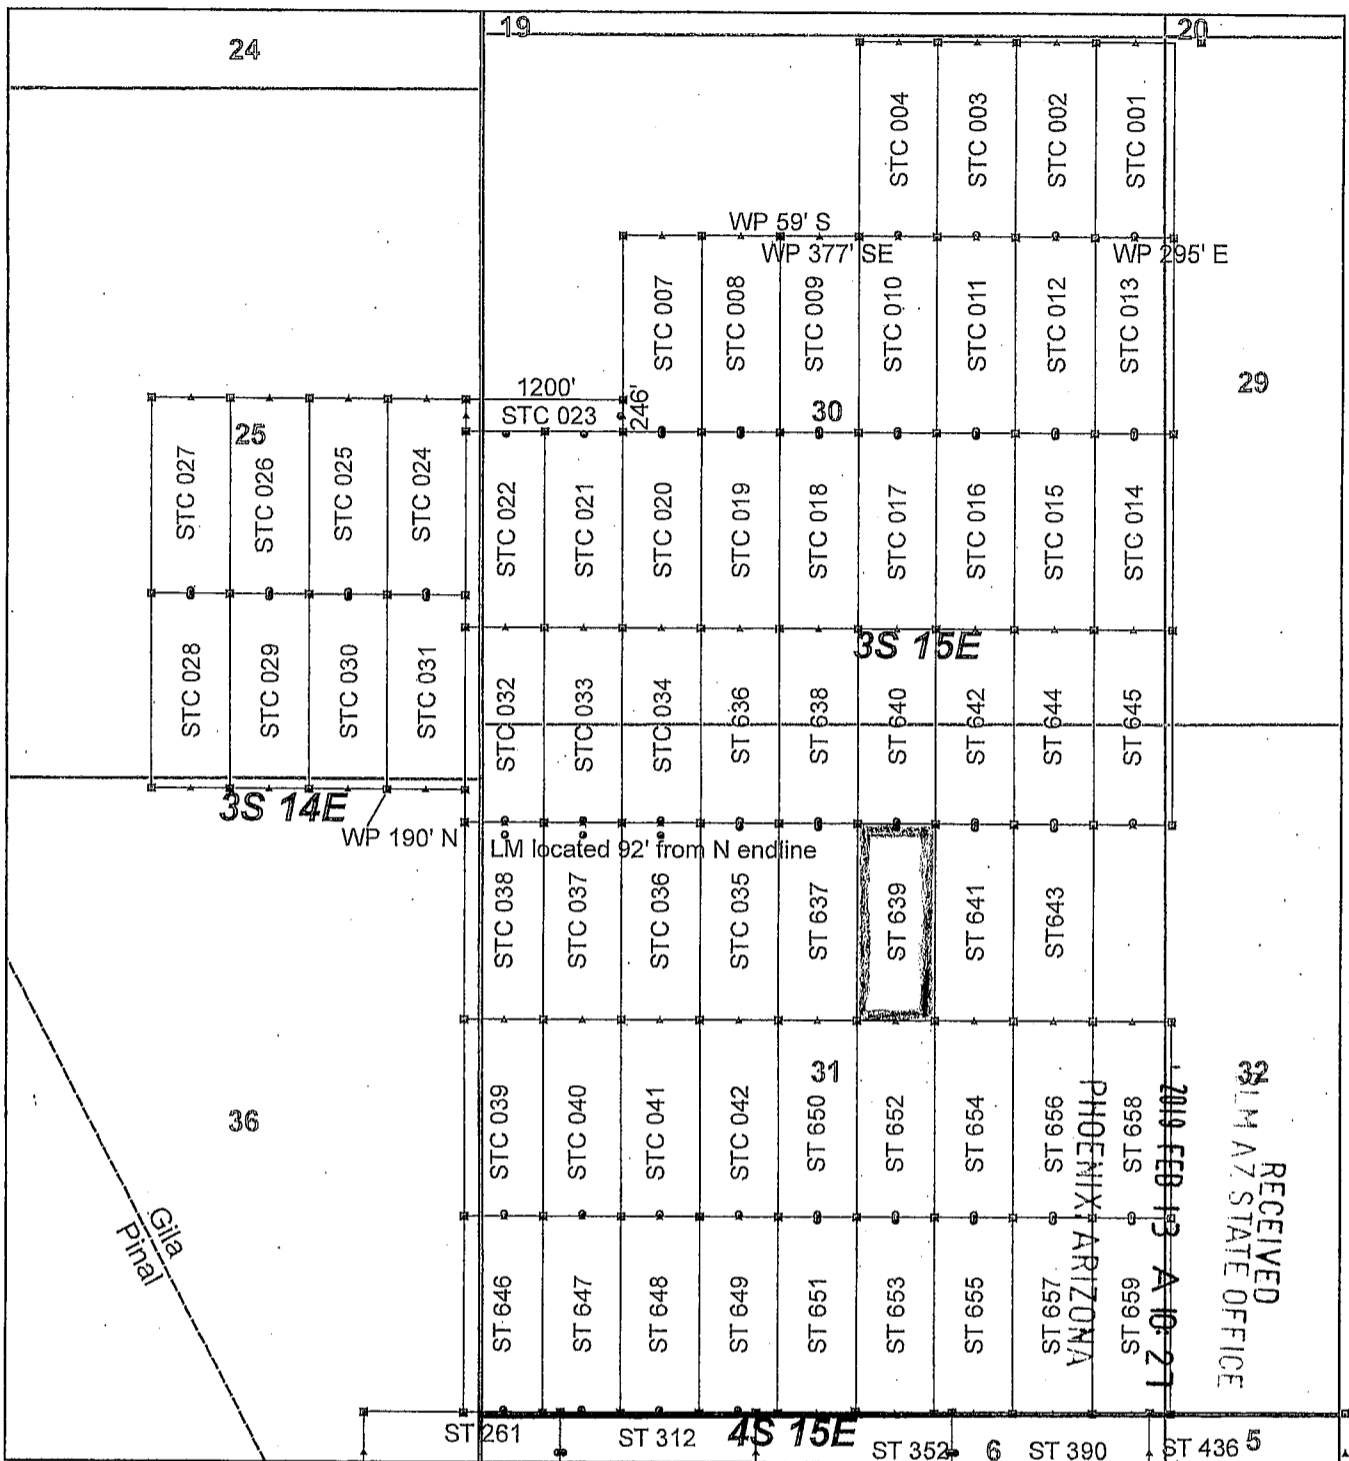 24
19
20
STC 004
STC 003
STC 002
STC 001
WP 59' S
WP 377' SE
WP 295' E
STC 007
STC 008
STC 009
STC 010
STC 011
STC 012
STC 013
29
1200'
STC 023
246'
30
25
STC 027
STC 026
STC 025
STC 024
STC 022
STC 021
STC 020
STC 019
STC 018
STC 017
STC 016
STC 015
STC 014
3S 15E
STC 028
STC 029
STC 030
STC 031
STC 032
STC 033
STC 034
ST 636
ST 638
ST 640
ST 642
ST 644
ST 645
3S 14E
WP 190' N
LM located 92' from N endline
STC 038
STC 037
STC 036
STC 035
ST 637
ST 639
ST 641
ST643
31
32
36
STC 039
STC 040
STC 041
STC 042
ST 650
ST 652
ST 654
ST 656
ST 658
RECEIVED
BLM AZ STATE OFFICE
2019 FEB 13 A 10:27
PHOENIX, ARIZONA
Gila
Pinal
ST 646
ST 647
ST 648
ST 649
ST 651
ST 653
ST 655
ST 657
ST 659
4S 15E
ST 261
ST 312
ST 352
6
ST 390
ST 436
5